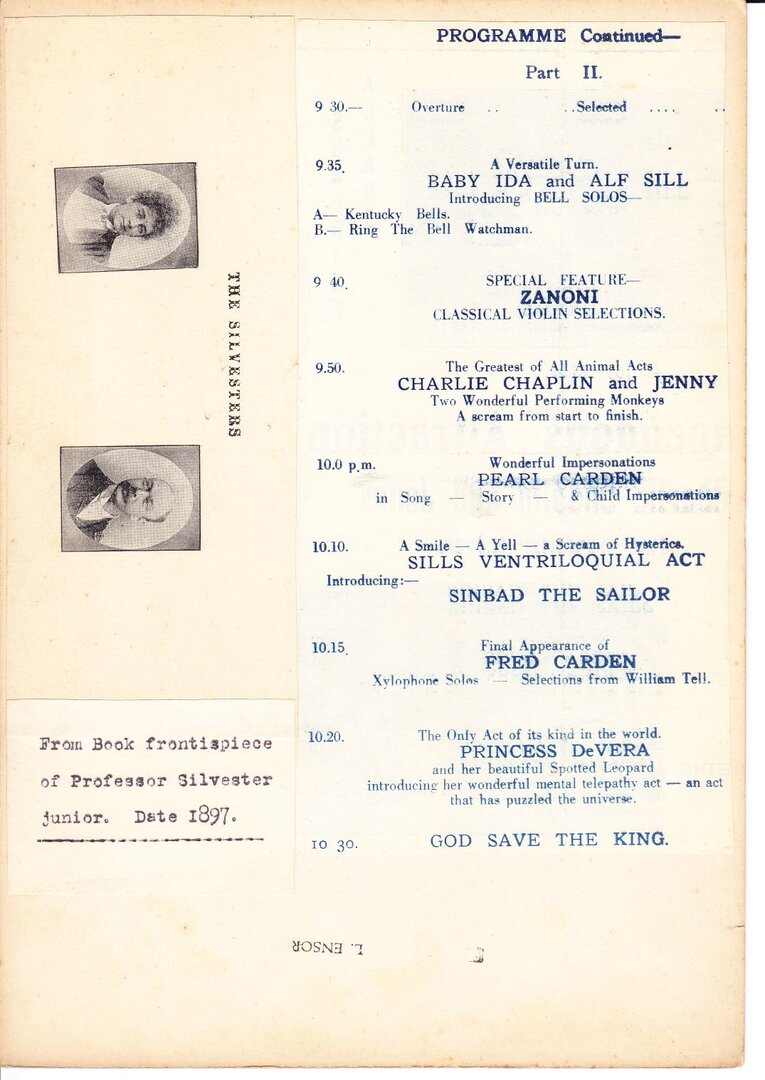 PROGRAMME Continued—
Part II.
9 30.— Overture .. ..Selected .... ..
9.35. A Versatile Turn.
BABY IDA and ALF SILL
Introducing BELL SOLOS—
A— Kentucky Bells.
B.— Ring The Bell Watchman.
9 40. SPECIAL FEATURE—
ZANONI
CLASSICAL VIOLIN SELECTIONS.
9.50. The Greatest of All Animal Acts
CHARLIE CHAPLIN and JENNY
Two Wonderful Performing Monkeys
A scream from start to finish.
10.0 p.m. Wonderful Impersonations
PEARL CARDEN
in Song — Story — & Child Impersonations
10.10. A Smile — A Yell — a Scream of Hysterics.
SILLS VENTRILOQUIAL ACT
Introducing:—
SINBAD THE SAILOR
10.15. Final Appearance of
FRED CARDEN
Xylophone Solos — Selections from William Tell.
10.20. The Only Act of its kind in the world.
PRINCESS DeVERA
and her beautiful Spotted Leopard
introducing her wonderful mental telepathy act — an act
that has puzzled the universe.
10 30. GOD SAVE THE KING.
THE SILVESTERS
From Book frontispiece
of Professor Silvester
junior. Date 1897.
L. ENSOR